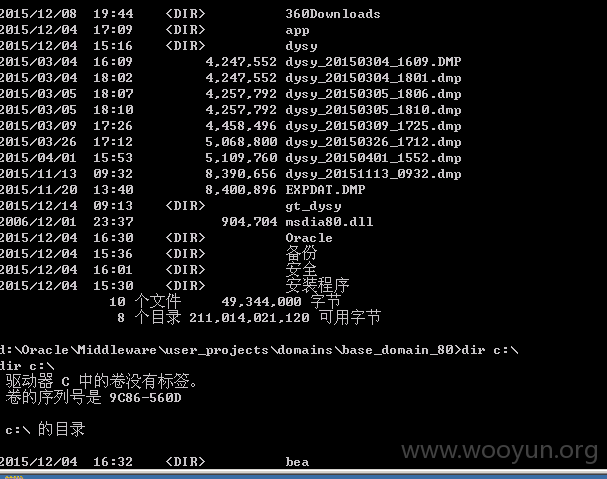 2015/12/08 19:44 <DIR> 360Downloads
2015/12/04 17:09 <DIR> app
2015/12/04 15:16 <DIR> dysy
2015/03/04 16:09 4,247,552 dysy_20150304_1609.DMP
2015/03/04 18:02 4,247,552 dysy_20150304_1801.dmp
2015/03/05 18:07 4,257,792 dysy_20150305_1806.dmp
2015/03/05 18:10 4,257,792 dysy_20150305_1810.dmp
2015/03/09 17:26 4,458,496 dysy_20150309_1725.dmp
2015/03/26 17:12 5,068,800 dysy_20150326_1712.dmp
2015/04/01 15:53 5,109,760 dysy_20150401_1552.dmp
2015/11/13 09:32 8,390,656 dysy_20151113_0932.dmp
2015/11/20 13:40 8,400,896 EXPDAT.DMP
2015/12/14 09:13 <DIR> gt_dysy
2006/12/01 23:37 904,704 msdia80.dll
2015/12/04 16:30 <DIR> Oracle
2015/12/04 15:36 <DIR> 备份
2015/12/04 16:01 <DIR> 安全
2015/12/04 15:30 <DIR> 安装程序
10 个文件 49,344,000 字节
8 个目录 211,014,021,120 可用字节
d:\Oracle\Middleware\user_projects\domains\base_domain_80>dir c:\
dir c:\
驱动器 C 中的卷没有标签。
卷的序列号是 9C86-560D
c:\ 的目录
www.wooyun.org
2015/12/04 16:32 <DIR> bea